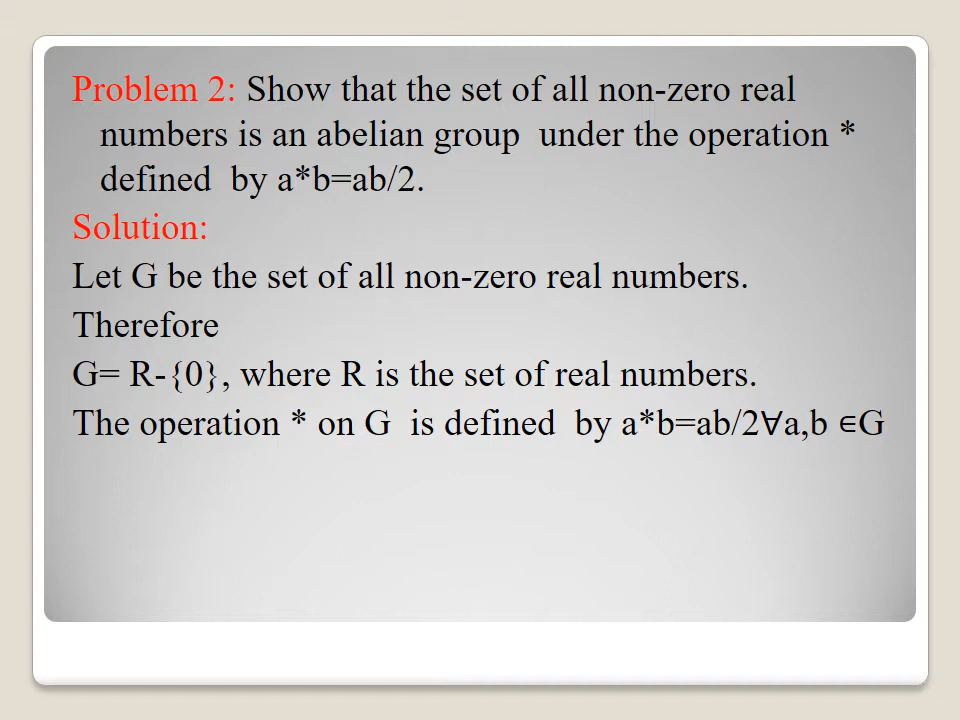 Problem 2: Show that the set of all non-zero real
numbers is an abelian group under the operation *
defined by a*b=ab/2.
Solution:
Let G be the set of all non-zero real numbers.
Therefore
G= R-{0}, where R is the set of real numbers.
The operation * on G is defined by a*b=ab/2∀a,b ∈G